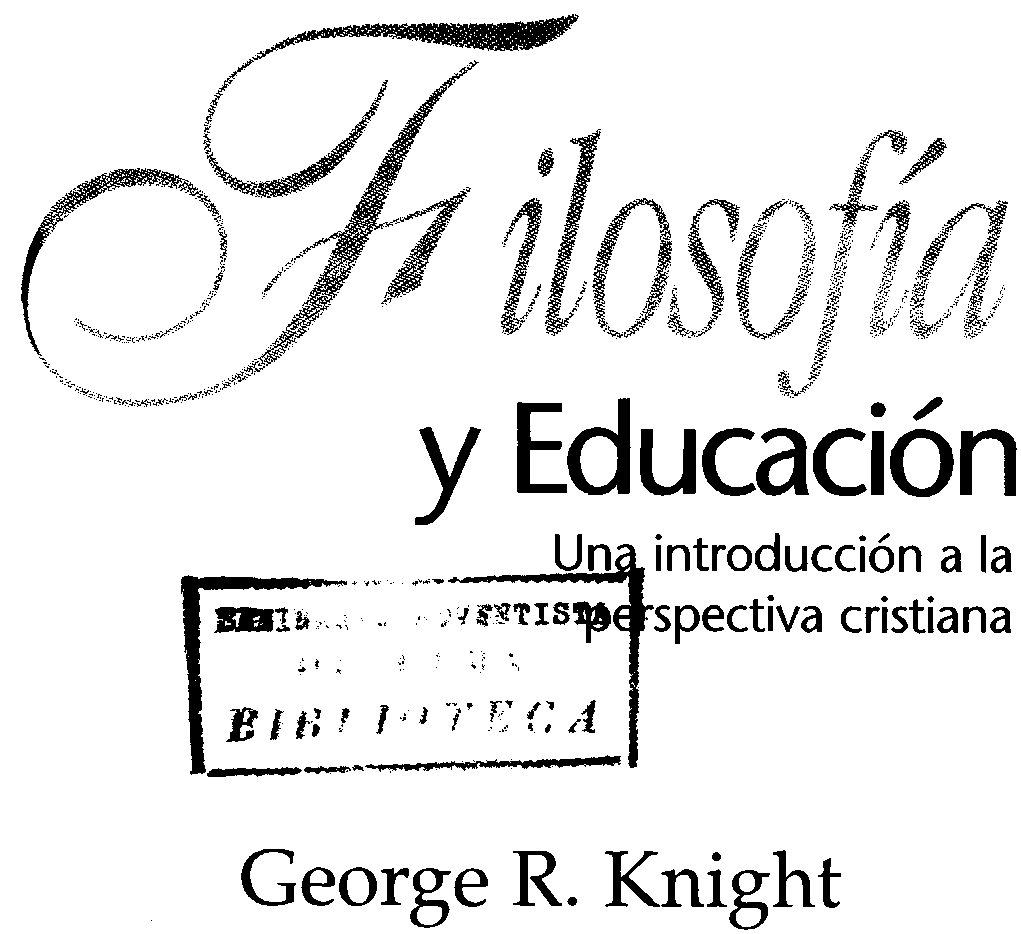 Filosofía
y Educación
Una introducción a la
perspectiva cristiana
BIBLIOTECA
George R. Knight